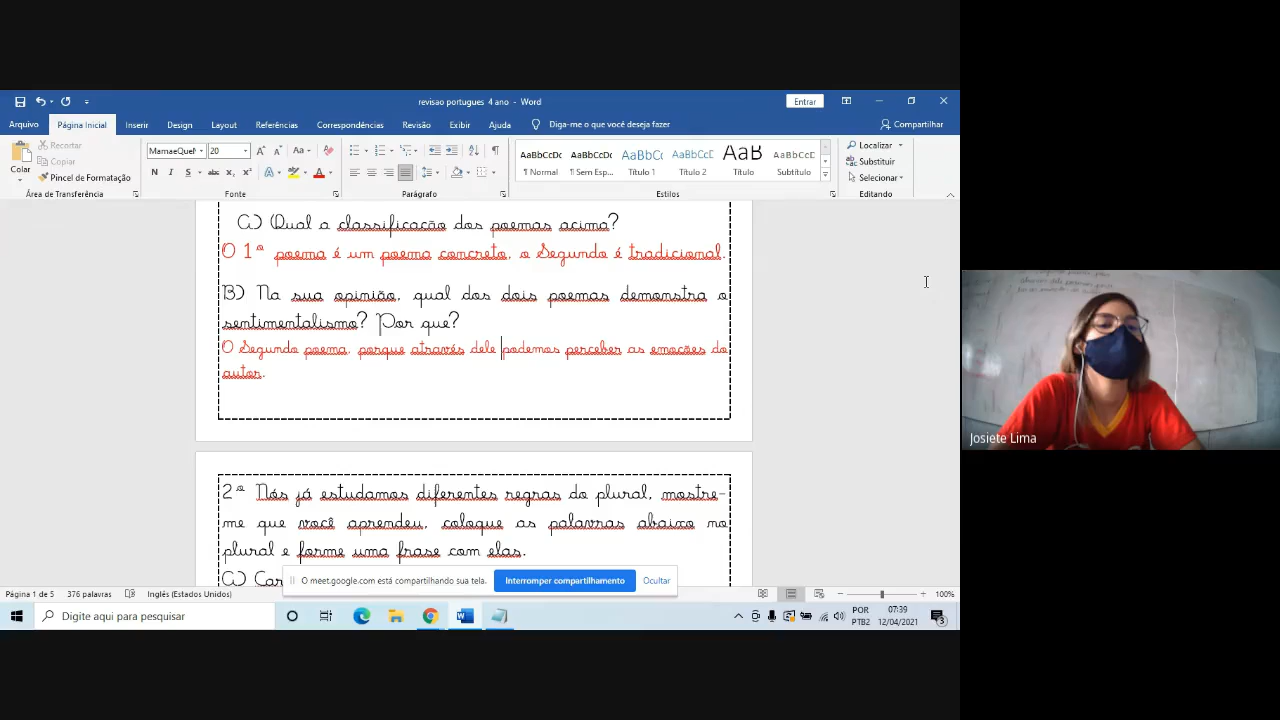 revisao portugues 4 ano - Word
Entrar
Arquivo Página Inicial Inserir Design Layout Referências Correspondências Revisão Exibir Ajuda Diga-me o que você deseja fazer Compartilhar
Colar
Recortar
Copiar
Pincel de Formatação
Área de Transferência
20
Fonte
Parágrafo
AaBbCcDc AaBbCcDc AaBbCc AaBbCcE AaB AaBbCcE
¶ Normal ¶ Sem Esp... Título 1 Título 2 Título Subtítulo
Estilos
Localizar
Substituir
Selecionar
Editando
A) Qual a classificação dos poemas acima?
O 1º poema é um poema concreto, o Segundo é tradicional.
B) Na sua opinião, qual dos dois poemas demonstra o
sentimentalismo? Por que?
O Segundo poema, porque através dele podemos perceber as emoções do
autor.
2ª Nós já estudamos diferentes regras do plural, mostre-
me que você aprendeu, coloque as palavras abaixo no
plural e forme uma frase com elas.
A) Car
O meet.google.com está compartilhando sua tela. Interromper compartilhamento Ocultar
Página 1 de 5 376 palavras Inglês (Estados Unidos) 100%
Digite aqui para pesquisar
POR
PTB2
07:39
12/04/2021
3
Josiete Lima